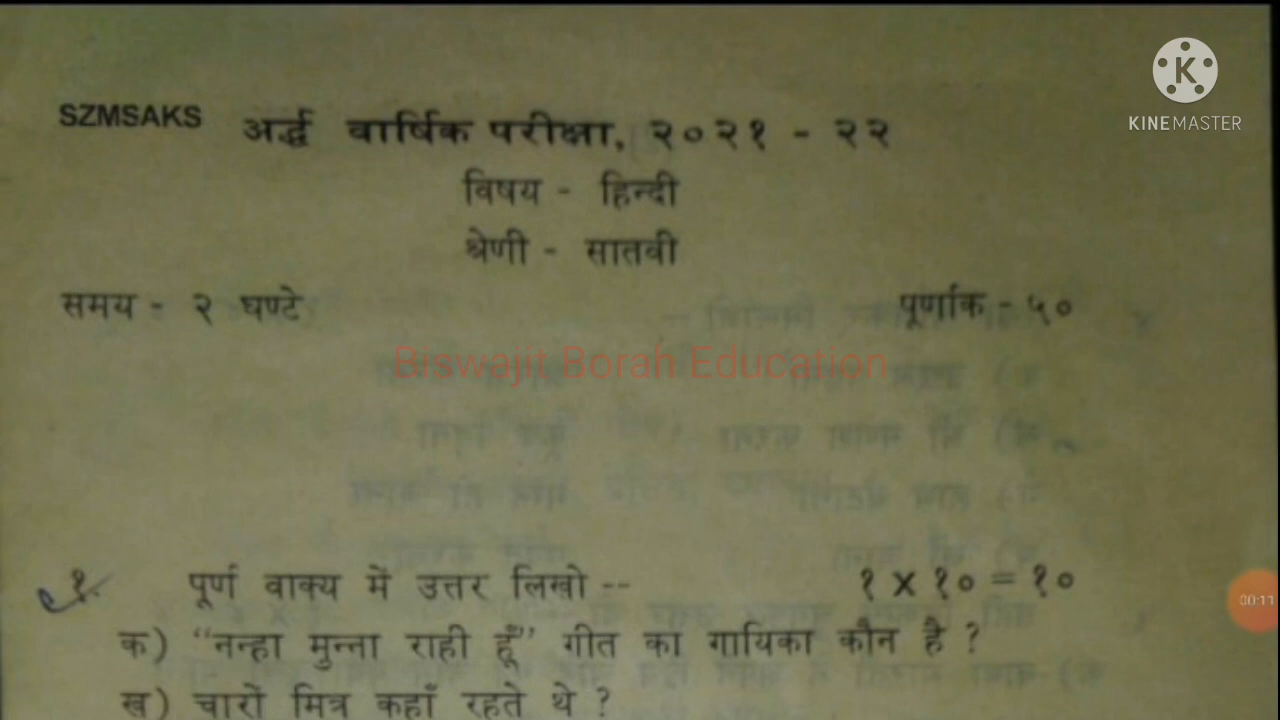 K
KINEMASTER
SZMSAKS अर्द्ध वार्षिक परीक्षा, २०२१ - २२
विषय - हिन्दी
श्रेणी - सातवी
समय - २ घण्टे पूर्णांक - ५०
Biswajit Borah Education
१. पूर्ण वाक्य में उत्तर लिखो -- १ x १० = १०
00:11
क) "नन्हा मुन्ना राही हूँ" गीत का गायिका कौन है ?
ख) चारों मित्र कहाँ रहते थे ?